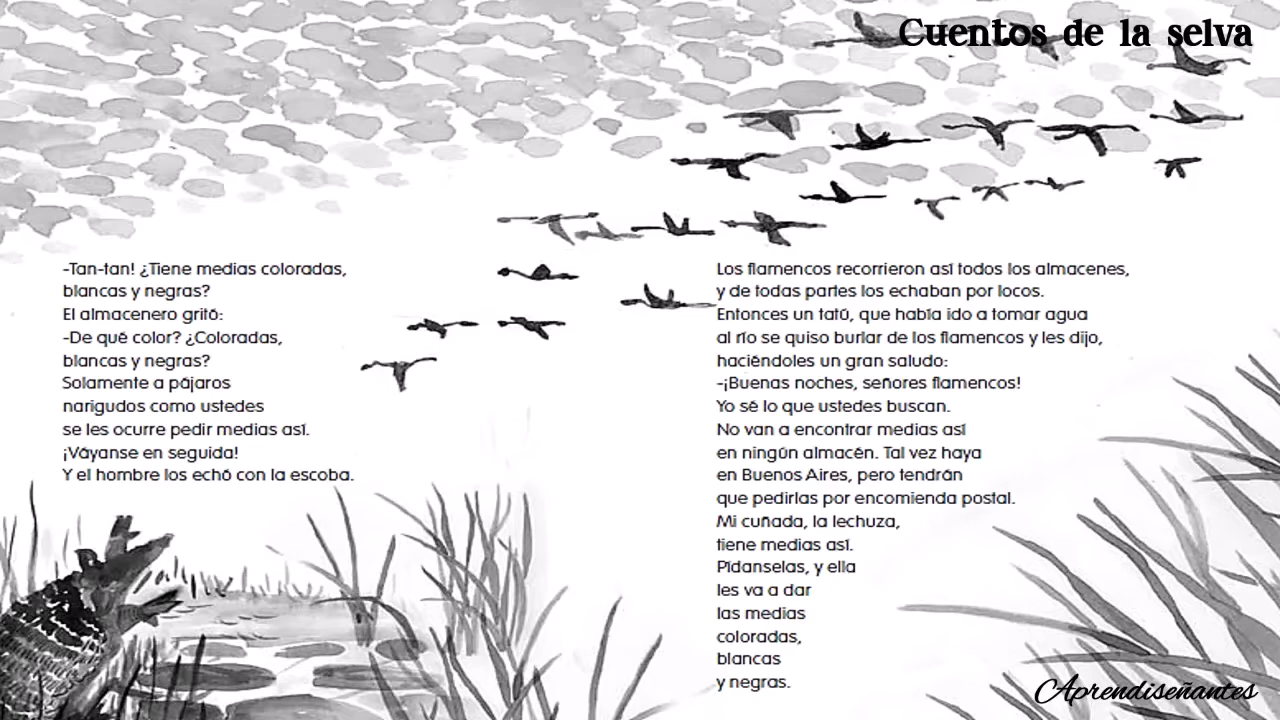 Cuentos de la selva
-Tan-tan! ¿Tiene medias coloradas,
blancas y negras?
El almacenero gritó:
-De qué color? ¿Coloradas,
blancas y negras?
Solamente a pájaros
narigudos como ustedes
se les ocurre pedir medias así.
¡Váyanse en seguida!
Y el hombre los echó con la escoba.
Los flamencos recorrieron así todos los almacenes,
y de todas partes los echaban por locos.
Entonces un tatú, que había ido a tomar agua
al río se quiso burlar de los flamencos y les dijo,
haciéndoles un gran saludo:
-¡Buenas noches, señores flamencos!
Yo sé lo que ustedes buscan.
No van a encontrar medias así
en ningún almacén. Tal vez haya
en Buenos Aires, pero tendrán
que pedirlas por encomienda postal.
Mi cuñada, la lechuza,
tiene medias así.
Pídanselas, y ella
les va a dar
las medias
coloradas,
blancas
y negras.
Aprendiseñantes